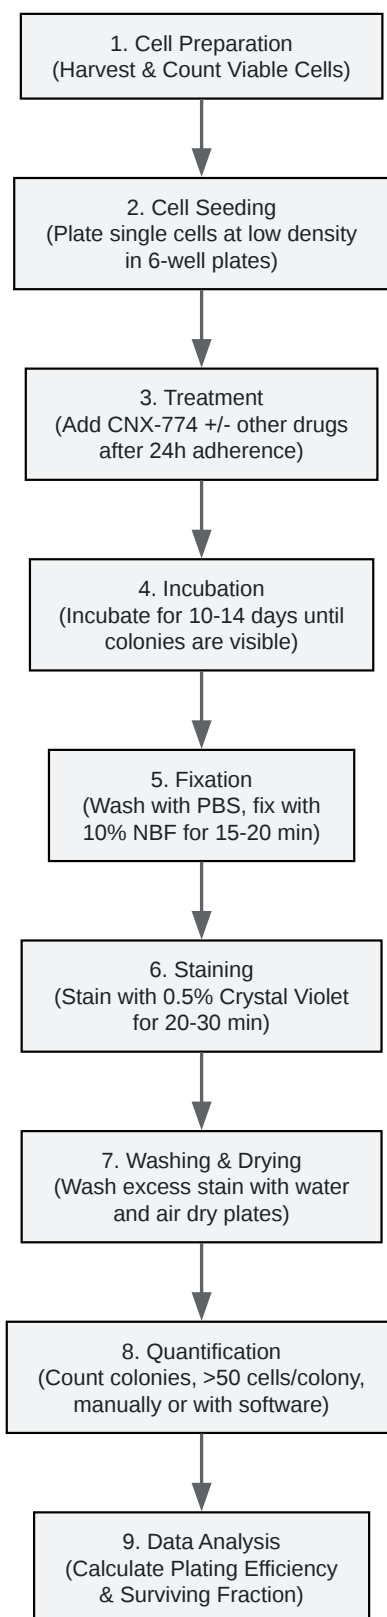 1. Cell Preparation
(Harvest & Count Viable Cells)
2. Cell Seeding
(Plate single cells at low density
in 6-well plates)
3. Treatment
(Add CNX-774 +/- other drugs
after 24h adherence)
4. Incubation
(Incubate for 10-14 days until
colonies are visible)
5. Fixation
(Wash with PBS, fix with
10% NBF for 15-20 min)
6. Staining
(Stain with 0.5% Crystal Violet
for 20-30 min)
7. Washing & Drying
(Wash excess stain with water
and air dry plates)
8. Quantification
(Count colonies, >50 cells/colony,
manually or with software)
9. Data Analysis
(Calculate Plating Efficiency
& Surviving Fraction)